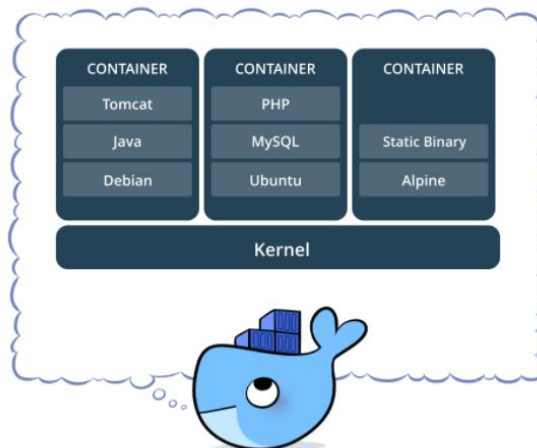 CONTAINER
Tomcat
Java
Debian
CONTAINER
PHP
MySQL
Ubuntu
CONTAINER
Static Binary
Alpine
Kernel